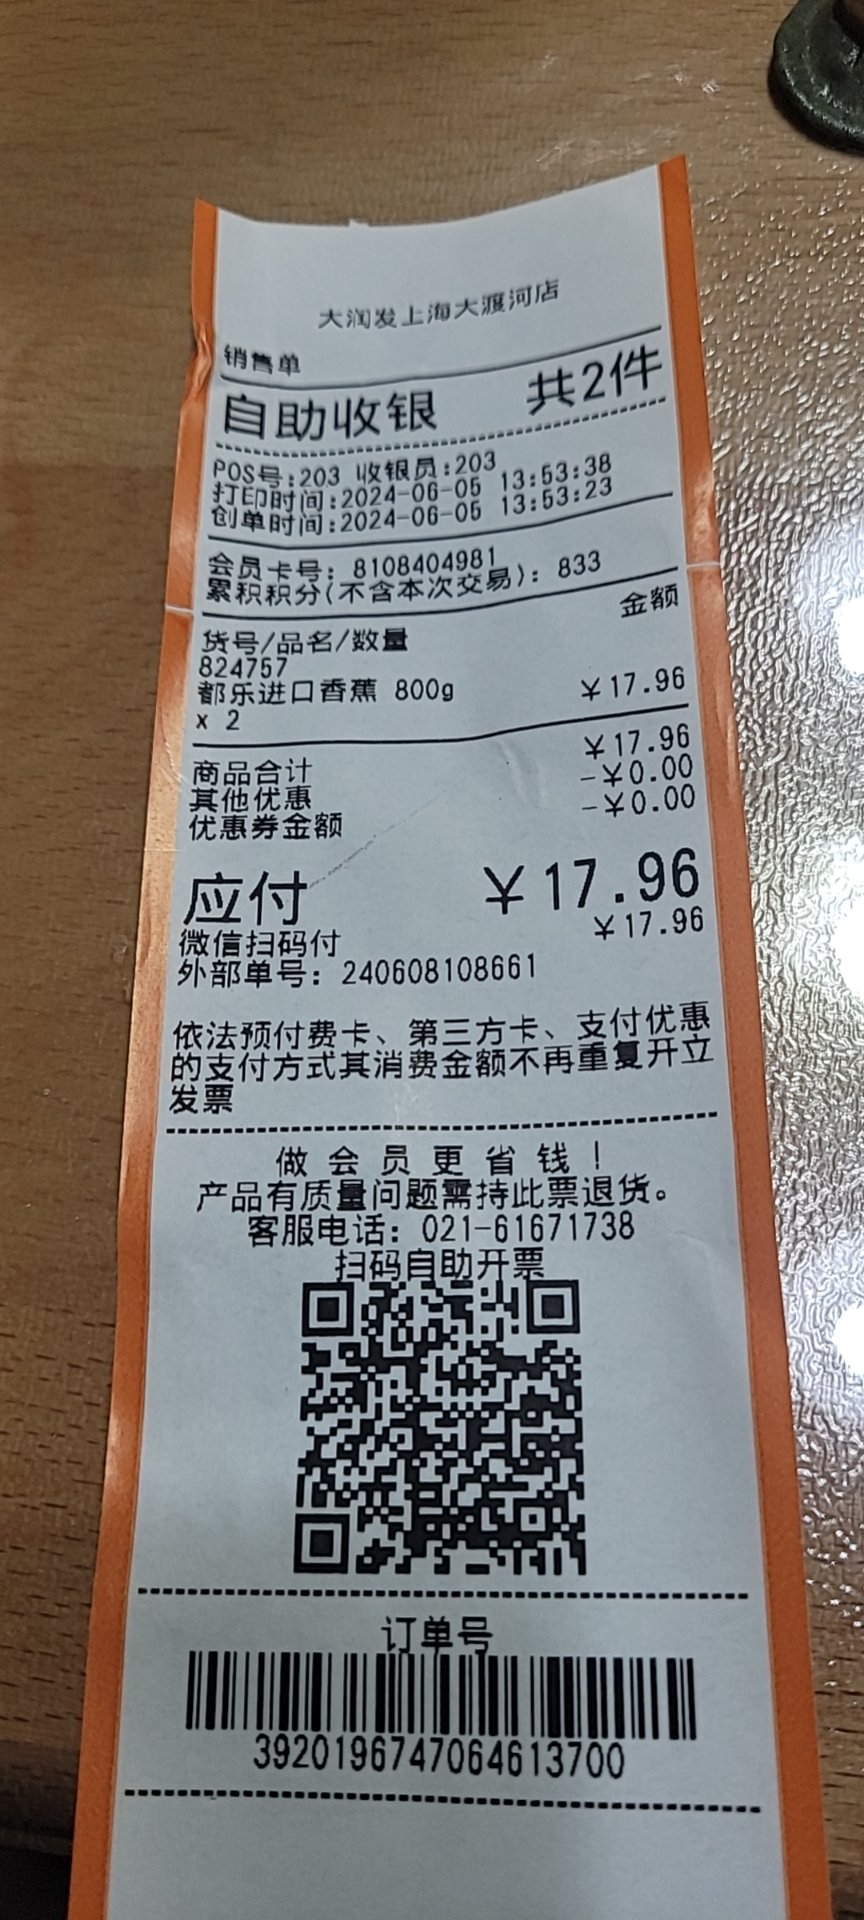 大润发上海大渡河店
销售单
自助收银 共2件
POS号:203 收银员:203
打印时间:2024-06-05 13:53:38
创单时间:2024-06-05 13:53:23
会员卡号: 8108404981
累积积分(不含本次交易): 833
金额
货号/品名/数量
824757
都乐进口香蕉 800g ￥17.96
x 2
商品合计 ￥17.96
其他优惠 -￥0.00
优惠券金额 -￥0.00
应付 ￥17.96
微信扫码付 ￥17.96
外部单号: 240608108661
依法预付费卡、第三方卡、支付优惠
的支付方式其消费金额不再重复开立
发票
做会员更省钱!
产品有质量问题需持此票退货。
客服电话: 021-61671738
扫码自助开票
订单号
3920196747064613700